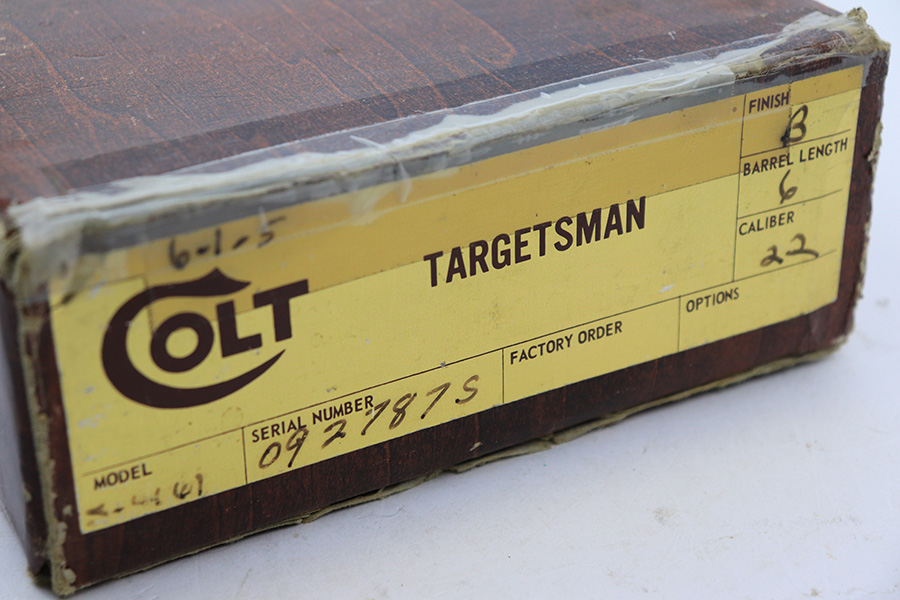 6-1-5
COLT
TARGETSMAN
FINISH
B
BARREL LENGTH
6
CALIBER
22
MODEL
SERIAL NUMBER
092787S
FACTORY ORDER
OPTIONS